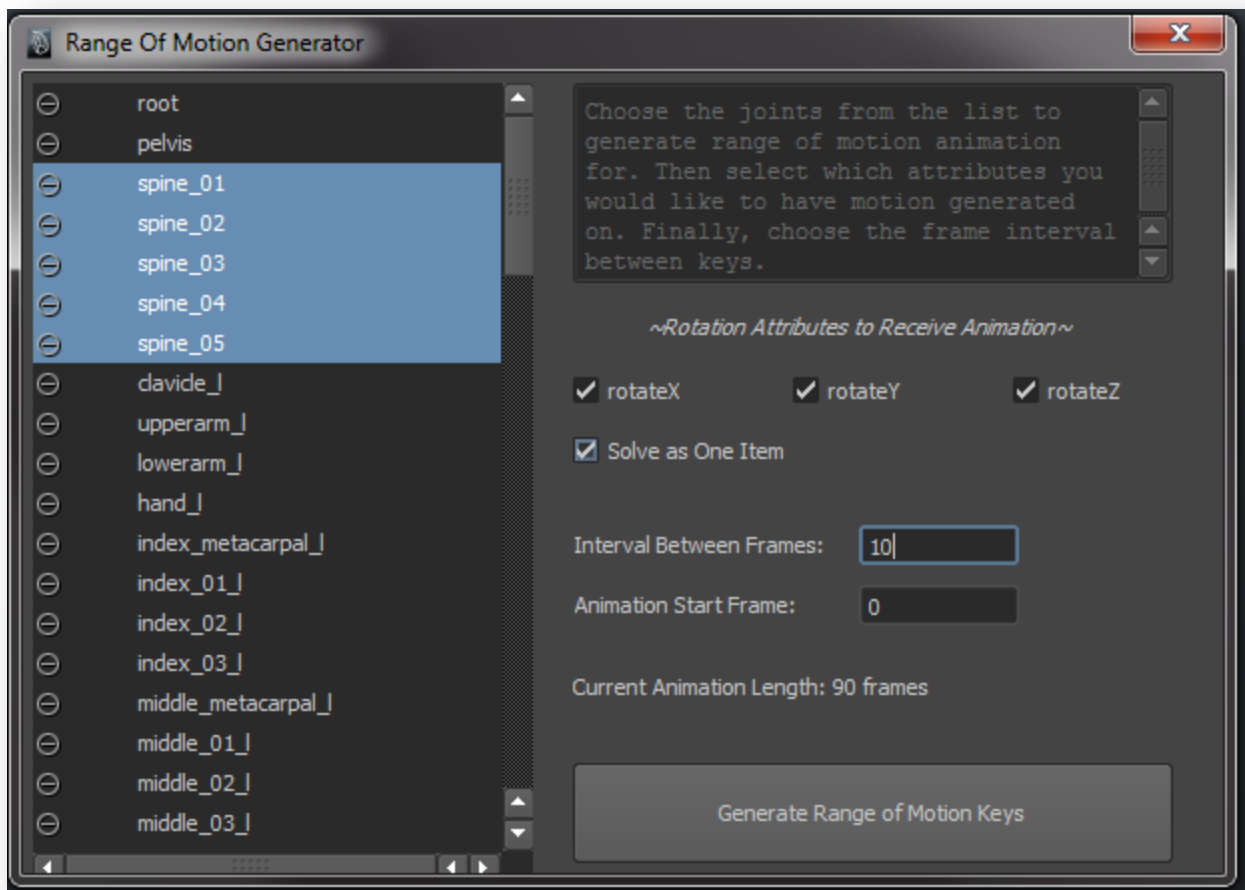 Range Of Motion Generator
root
pelvis
spine_01
spine_02
spine_03
spine_04
spine_05
clavicle_l
upperarm_l
lowerarm_l
hand_l
index_metacarpal_l
index_01_l
index_02_l
index_03_l
middle_metacarpal_l
middle_01_l
middle_02_l
middle_03_l
Choose the joints from the list to
generate range of motion animation
for. Then select which attributes you
would like to have motion generated
on. Finally, choose the frame interval
between keys.
~Rotation Attributes to Receive Animation~
rotateX rotateY rotateZ
Solve as One Item
Interval Between Frames: 10
Animation Start Frame: 0
Current Animation Length: 90 frames
Generate Range of Motion Keys